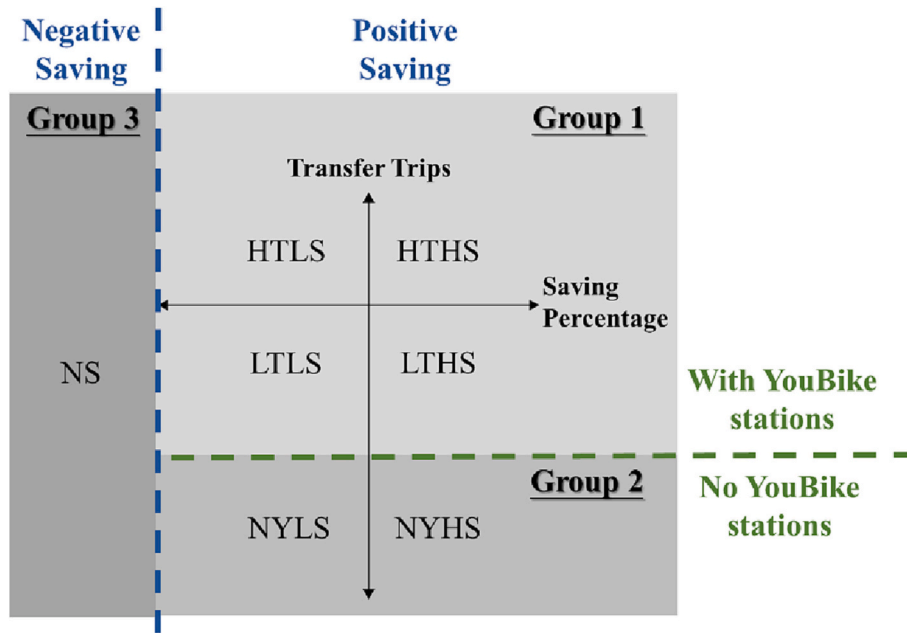 Negative
Saving
Positive
Saving
Group 3
Group 1
Transfer Trips
HTLS
HTHS
Saving
Percentage
NS
LTLS
LTHS
With YouBike
stations
Group 2
No YouBike
stations
NYLS
NYHS